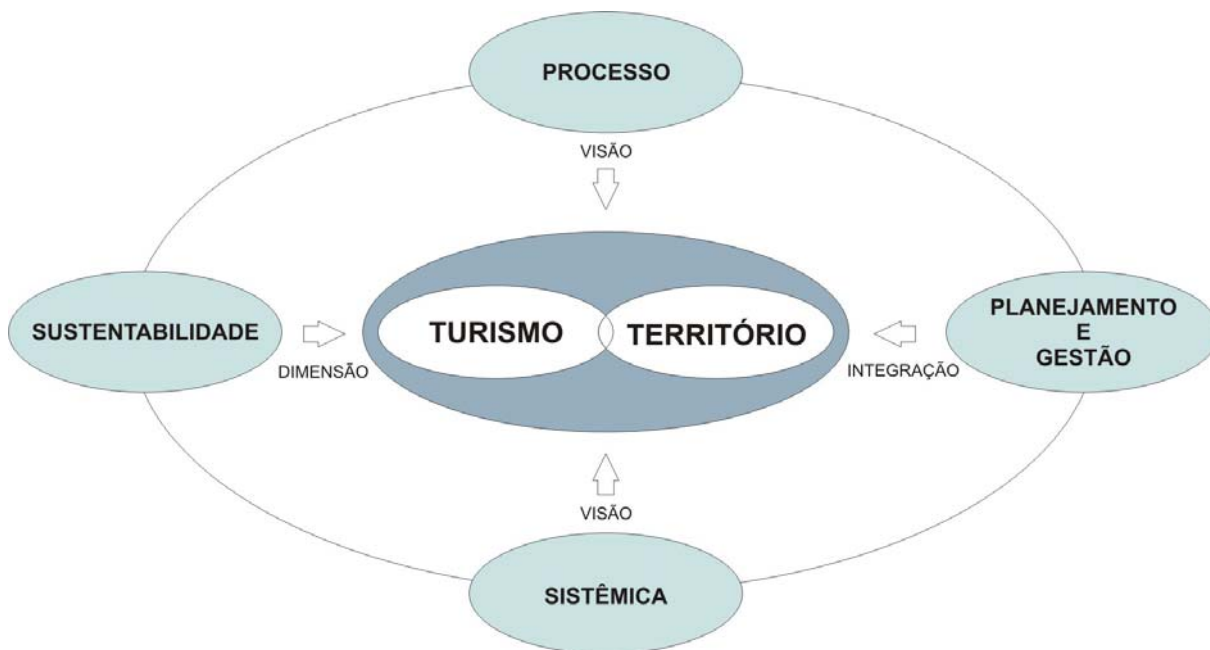 PROCESSO
VISÃO
SUSTENTABILIDADE
DIMENSÃO
TURISMO
TERRITÓRIO
PLANEJAMENTO
E
GESTÃO
INTEGRAÇÃO
VISÃO
SISTÊMICA